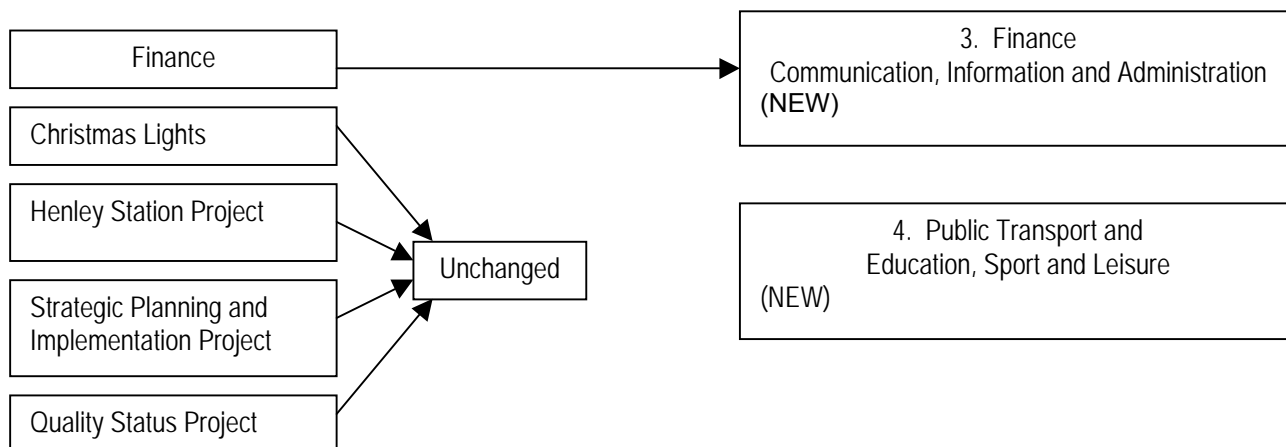 Finance
3. Finance
Communication, Information and Administration
(NEW)
Christmas Lights
Henley Station Project
Unchanged
4. Public Transport and
Education, Sport and Leisure
(NEW)
Strategic Planning and
Implementation Project
Quality Status Project